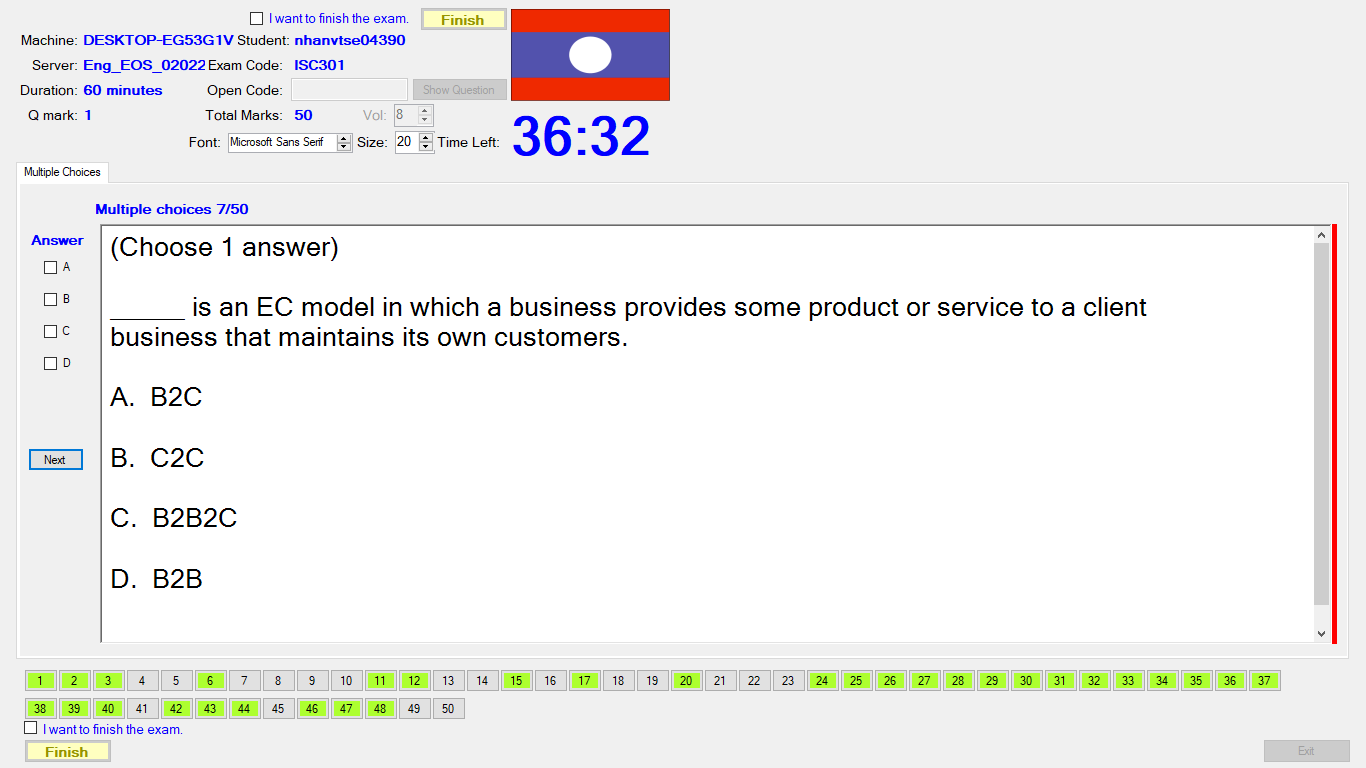 I want to finish the exam. Finish
Machine: DESKTOP-EG53G1V Student: nhanvtse04390
Server: Eng_EOS_02022 Exam Code: ISC301
Duration: 60 minutes Open Code: Show Question
Q mark: 1 Total Marks: 50 Vol: 8
Font: Microsoft Sans Serif Size: 20 Time Left: 36:32
Multiple Choices
Multiple choices 7/50
Answer
A
B
C
D
Next
(Choose 1 answer)
______ is an EC model in which a business provides some product or service to a client
business that maintains its own customers.
A. B2C
B. C2C
C. B2B2C
D. B2B
1 2 3 4 5 6 7 8 9 10 11 12 13 14 15 16 17 18 19 20 21 22 23 24 25 26 27 28 29 30 31 32 33 34 35 36 37
38 39 40 41 42 43 44 45 46 47 48 49 50
I want to finish the exam.
Finish Exit